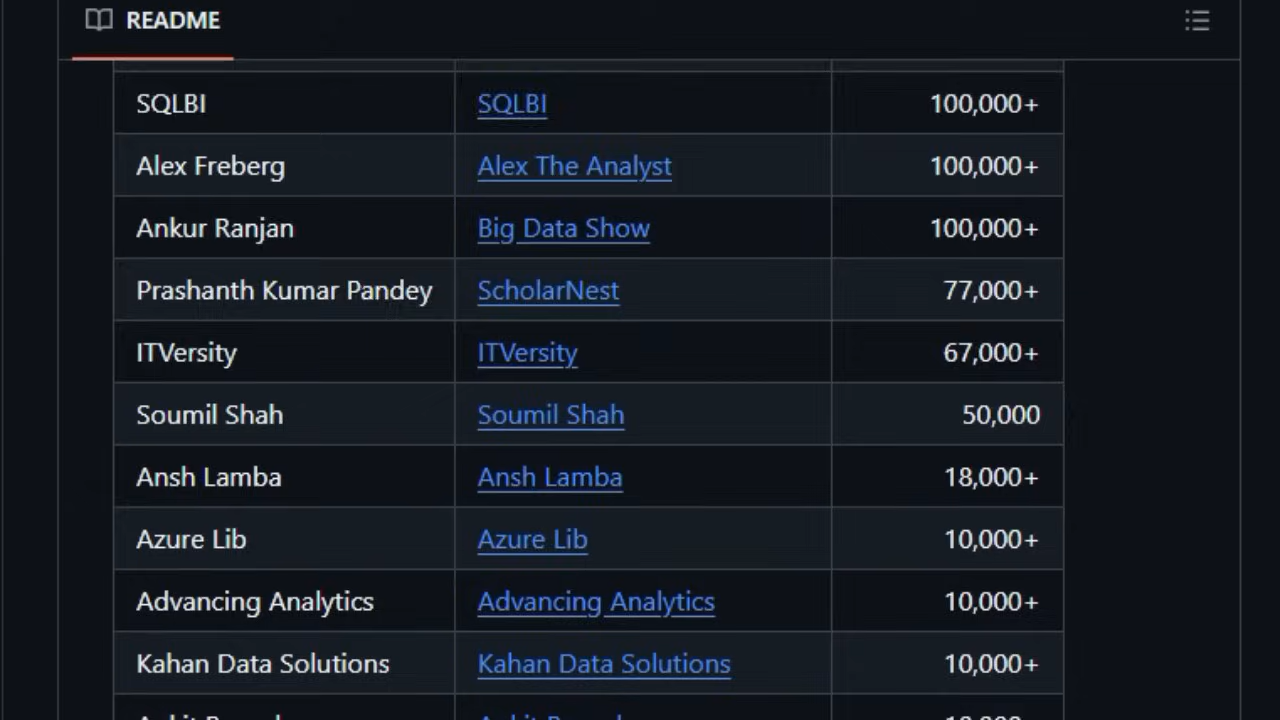 README
SQLBI SQLBI 100,000+
Alex Freberg Alex The Analyst 100,000+
Ankur Ranjan Big Data Show 100,000+
Prashanth Kumar Pandey ScholarNest 77,000+
ITVersity ITVersity 67,000+
Soumil Shah Soumil Shah 50,000
Ansh Lamba Ansh Lamba 18,000+
Azure Lib Azure Lib 10,000+
Advancing Analytics Advancing Analytics 10,000+
Kahan Data Solutions Kahan Data Solutions 10,000+